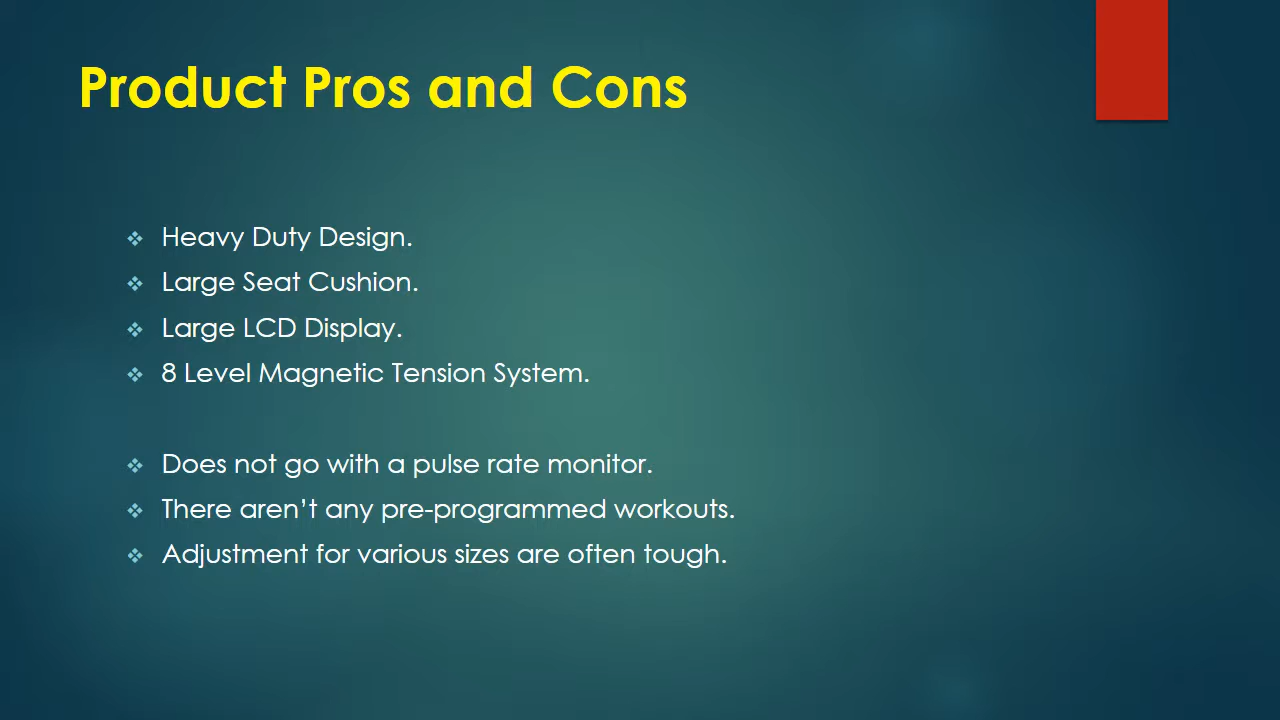 Product Pros and Cons
Heavy Duty Design.
Large Seat Cushion.
Large LCD Display.
8 Level Magnetic Tension System.
Does not go with a pulse rate monitor.
There aren’t any pre-programmed workouts.
Adjustment for various sizes are often tough.